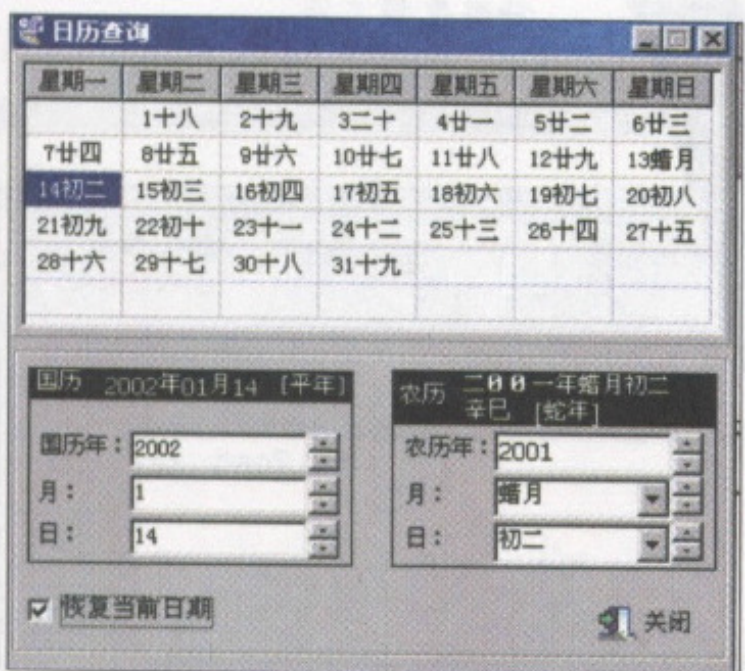 日历查询
星期一 星期二 星期三 星期四 星期五 星期六 星期日
1十八 2十九 3二十 4廿一 5廿二 6廿三
7廿四 8廿五 9廿六 10廿七 11廿八 12廿九 13蜡月
14初二 15初三 16初四 17初五 18初六 19初七 20初八
21初九 22初十 23十一 24十二 25十三 26十四 27十五
28十六 29十七 30十八 31十九
国历 2002年01月14 [平年]
国历年：2002
月：1
日：14
农历 二00一年蜡月初二
辛巳 [蛇年]
农历年：2001
月：蜡月
日：初二
恢复当前日期
关闭